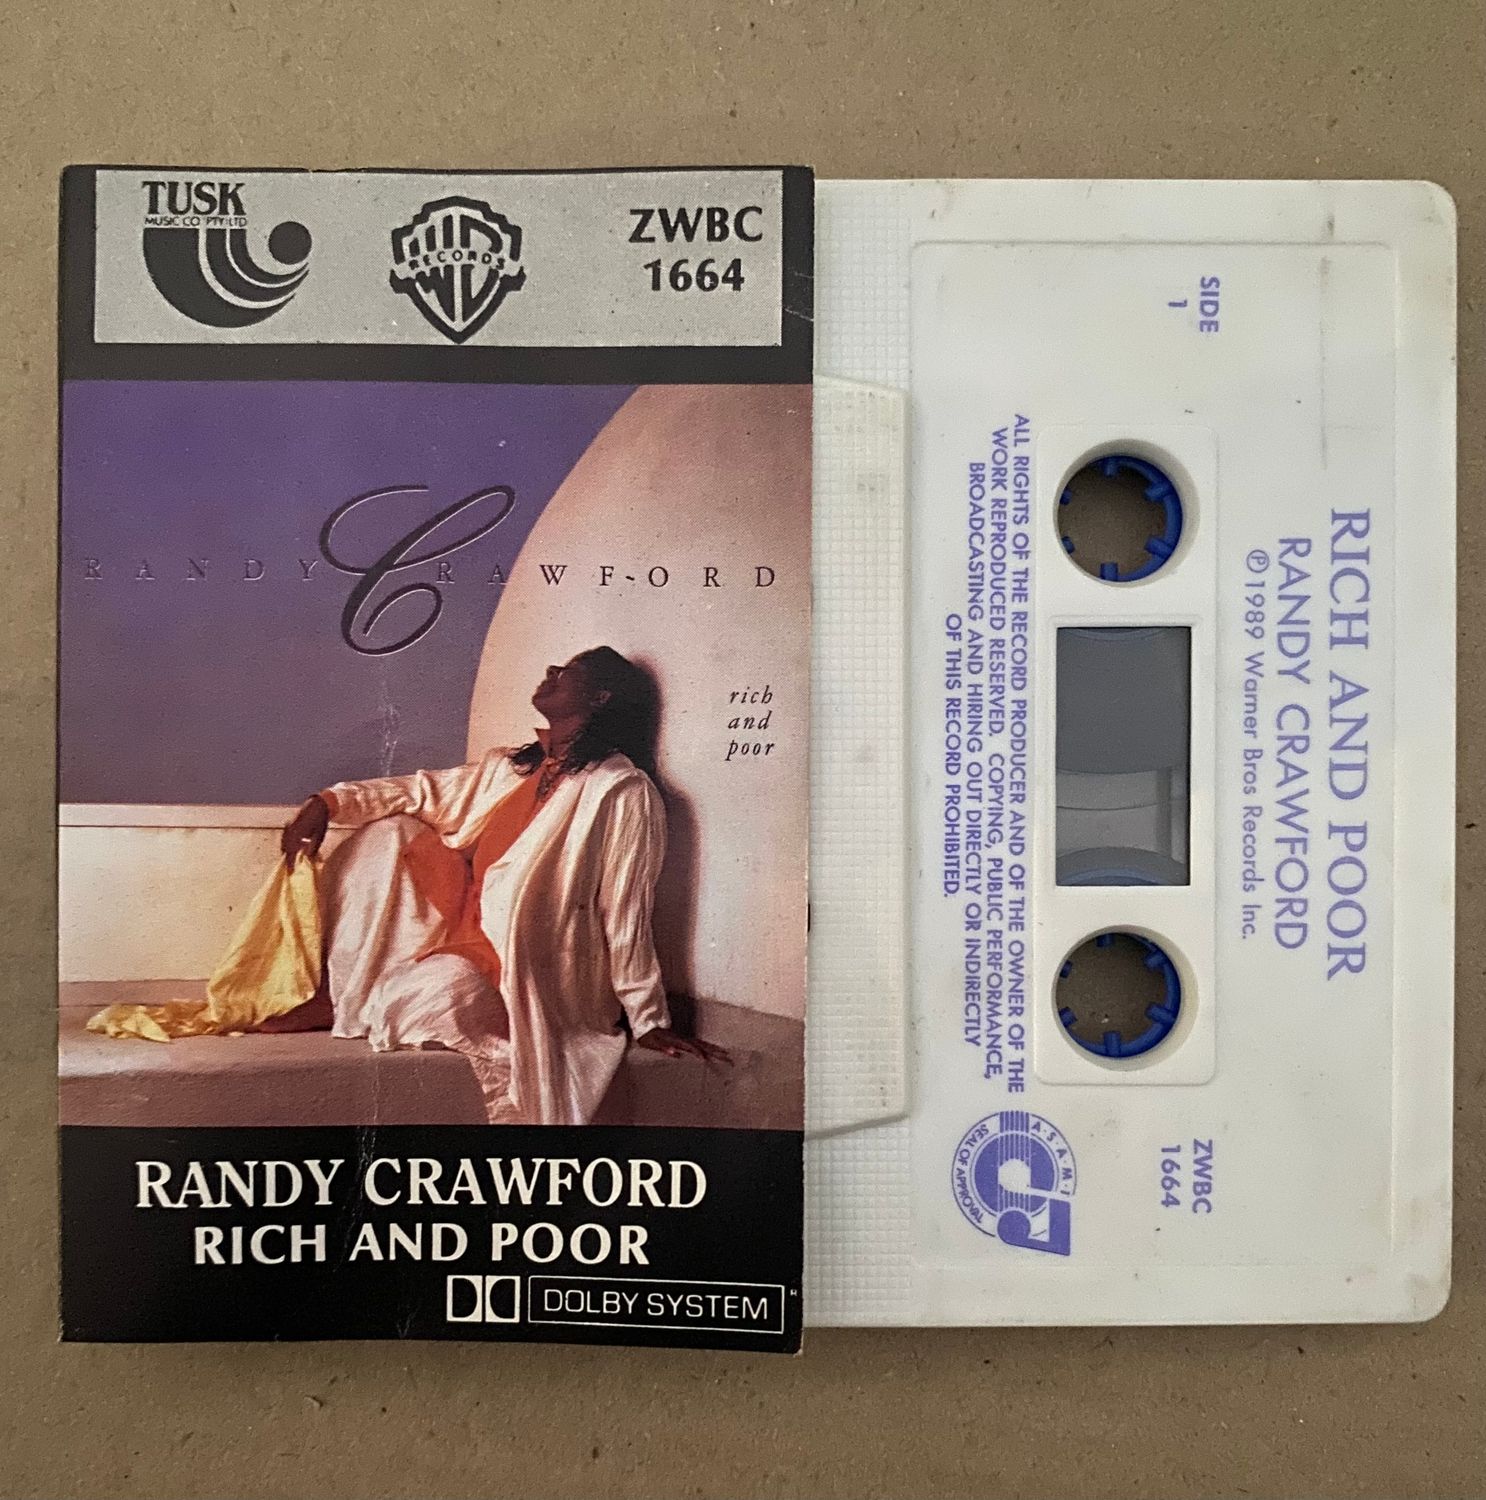 TUSK
MUSIC CO PTY LTD
RECORDS
ZWBC
1664
RANDY CRAWFORD
rich
and
poor
RANDY CRAWFORD
RICH AND POOR
DOLBY SYSTEM
SIDE
1
RICH AND POOR
RANDY CRAWFORD
℗1989 Warner Bros Records Inc.
ALL RIGHTS OF THE RECORD PRODUCER AND OF THE OWNER OF THE
WORK REPRODUCED RESERVED. COPYING, PUBLIC PERFORMANCE,
BROADCASTING AND HIRING OUT DIRECTLY OR INDIRECTLY
OF THIS RECORD PROHIBITED.
ZWBC
1664
A·S·A·M·I
SEAL OF APPROVAL